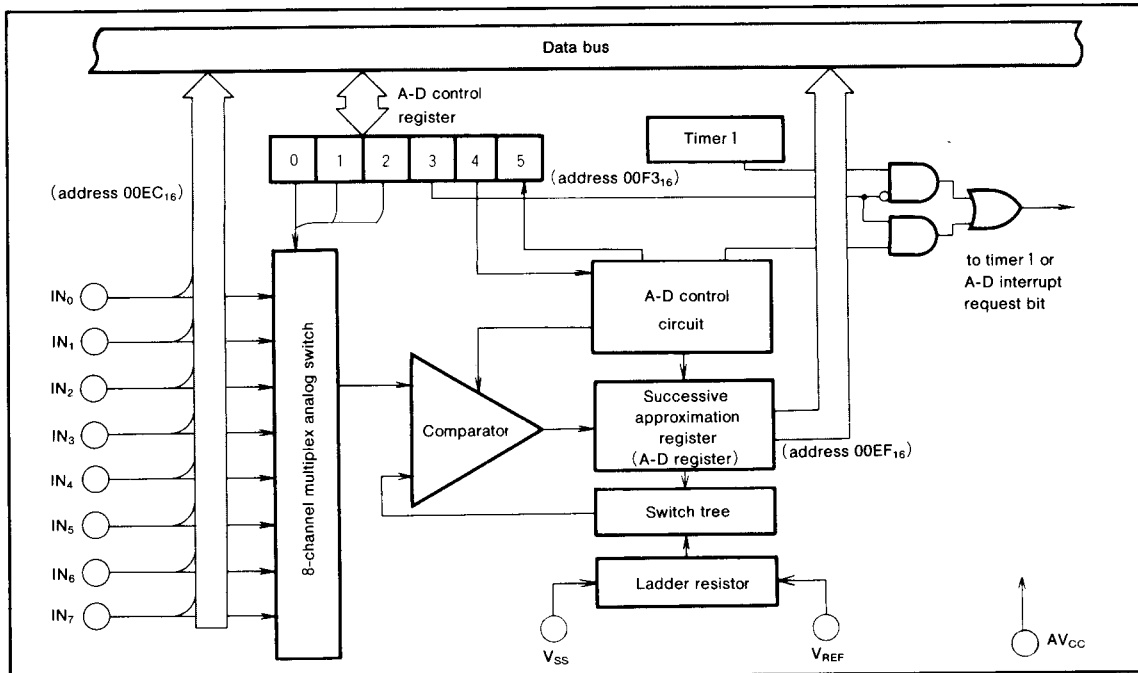 Data bus
A-D control
register
Timer 1
0 1 2 3 4 5
(address 00EC₁₆)
(address 00F3₁₆)
to timer 1 or
A-D interrupt
request bit
A-D control
circuit
8-channel multiplex analog switch
IN₀
IN₁
IN₂
IN₃
IN₄
IN₅
IN₆
IN₇
Comparator
Successive
approximation
register
(A-D register)
(address 00EF₁₆)
Switch tree
Ladder resistor
V_SS
V_REF
AV_CC